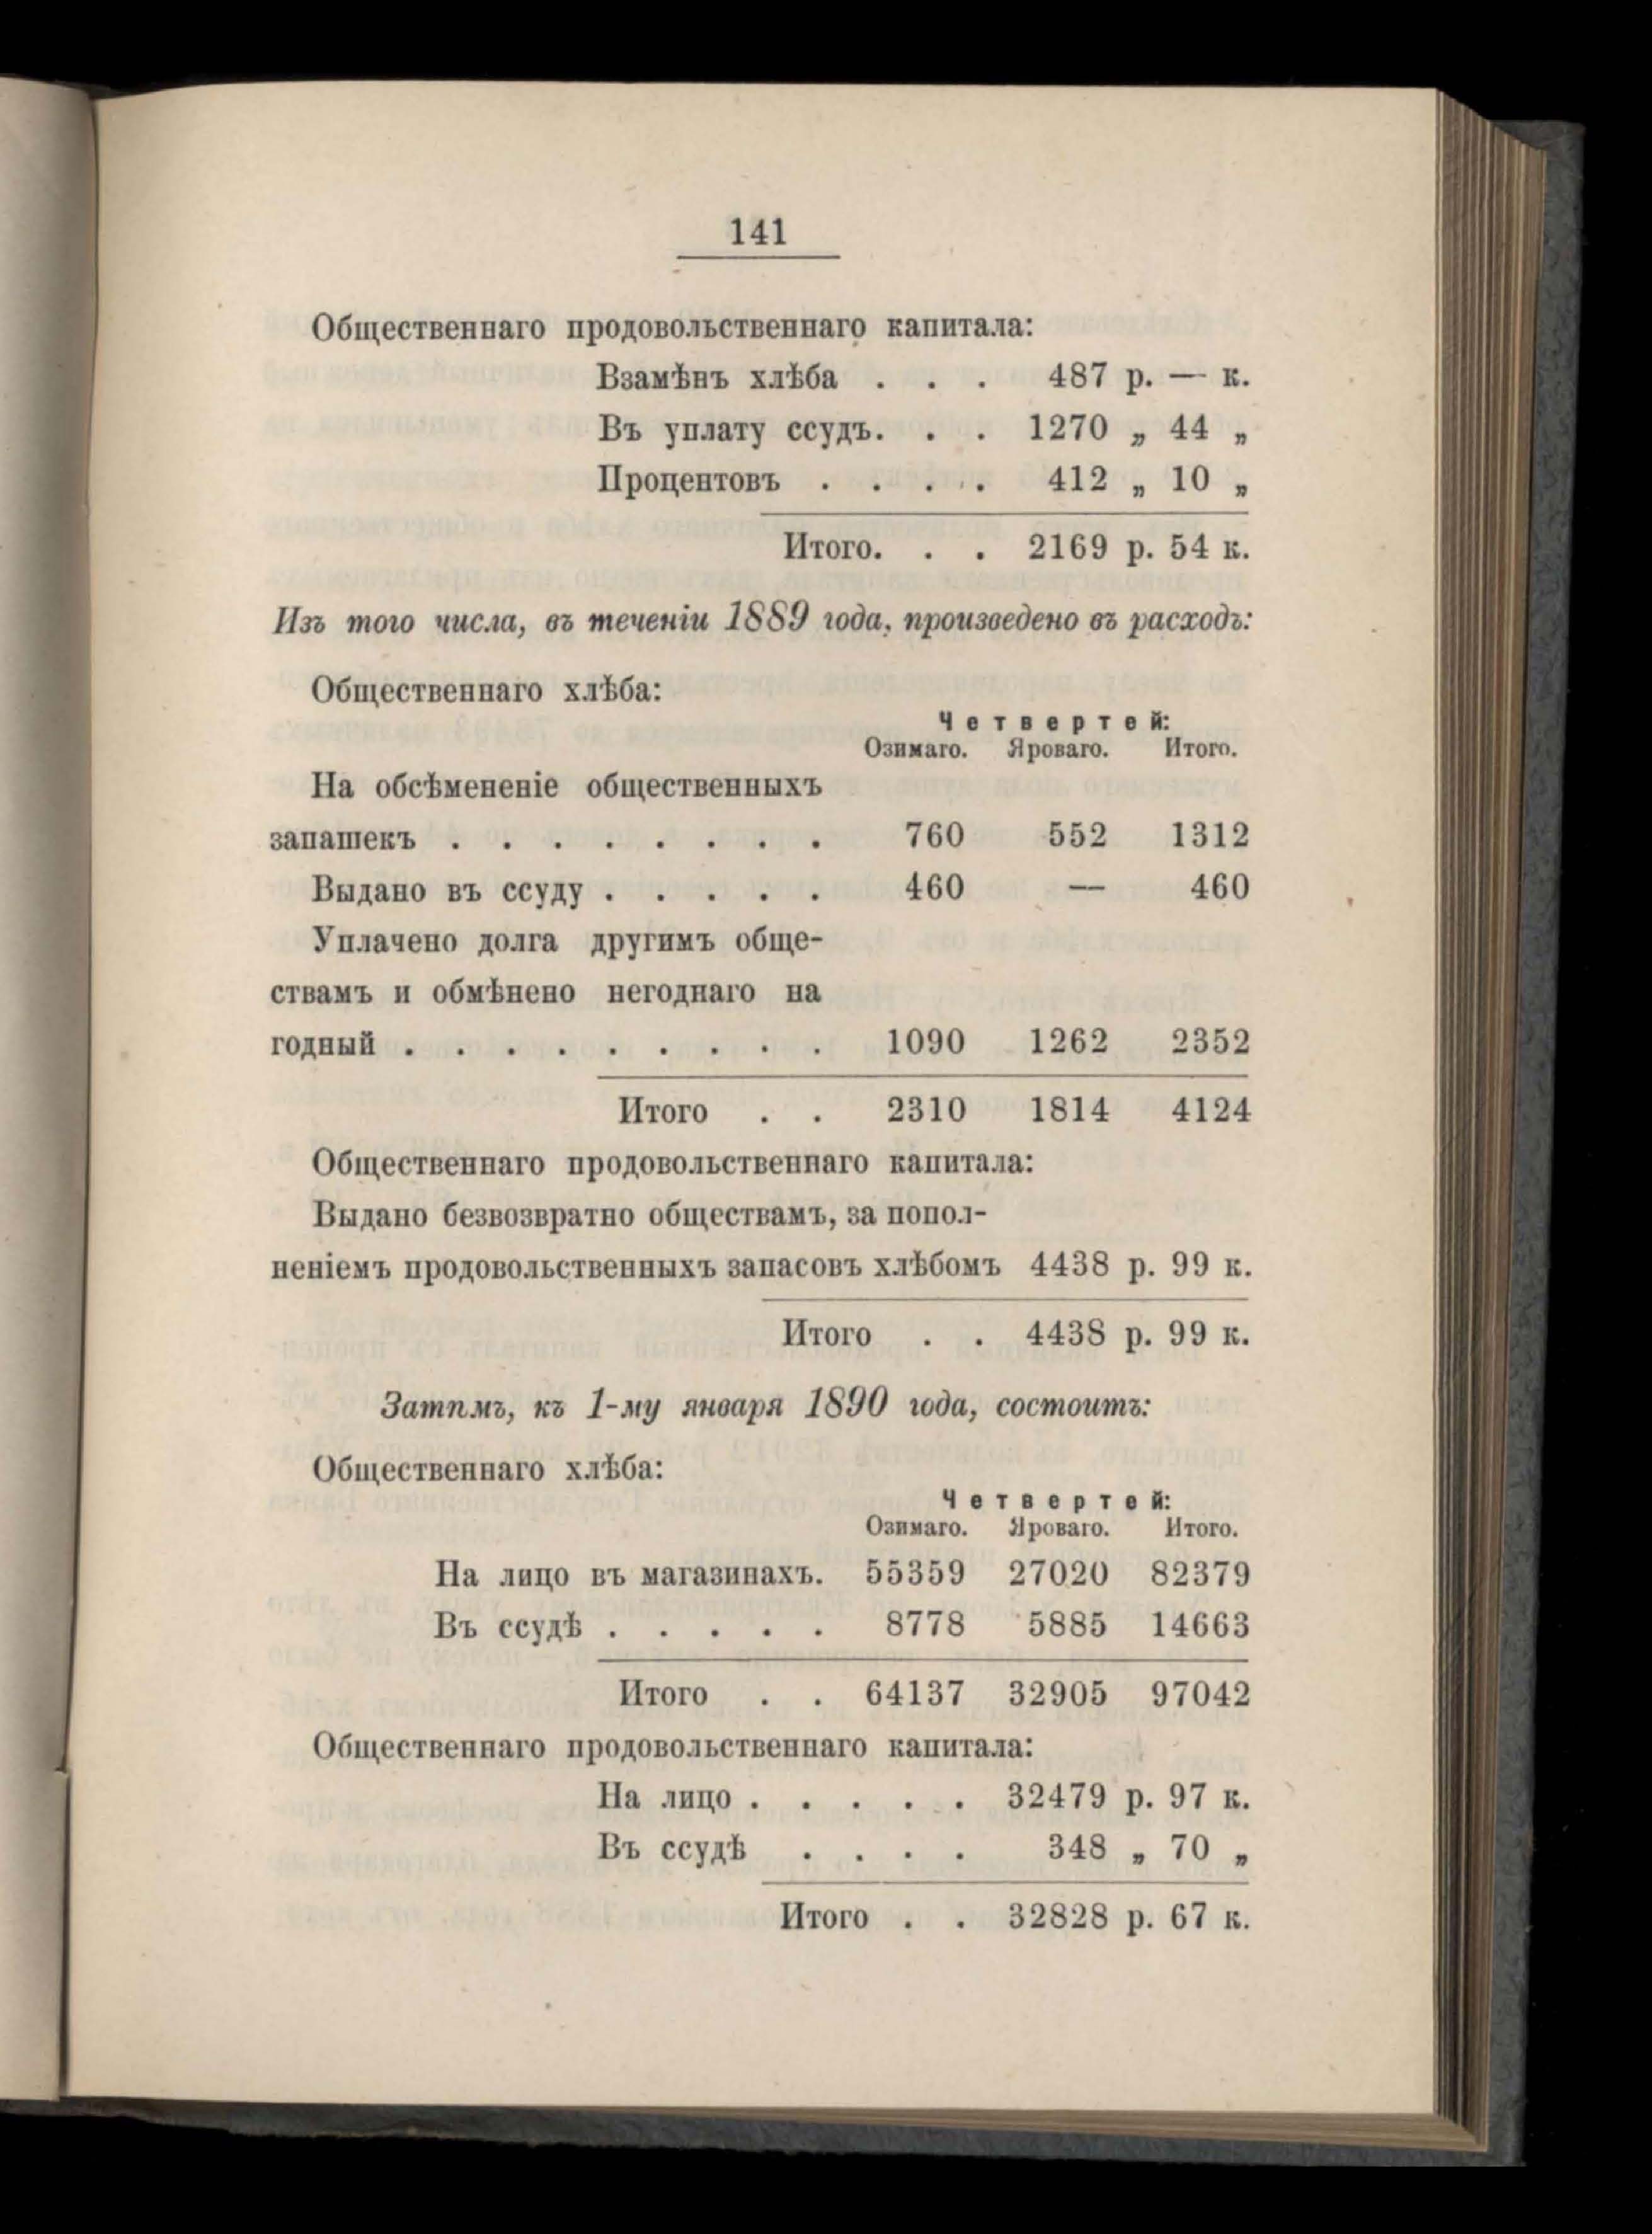 141
Общественнаго продовольственнаго капитала:
Взамѣнъ хлѣба . . . 487 р. — к.
Въ уплату ссудъ. . . 1270 „ 44 „
Процентовъ . . . . 412 „ 10 „
Итого. . . 2169 р. 54 к.
Изъ того числа, въ теченіи 1889 года, произведено въ расходъ:
Общественнаго хлѣба:
Четвертей:
Озимаго. Яроваго. Итого.
На обсѣмененіе общественныхъ
запашекъ . . . . . . . . 760 552 1312
Выдано въ ссуду . . . . . 460 — 460
Уплачено долга другимъ обще-
ствамъ и обмѣнено негоднаго на
годный . . . . . . . . . 1090 1262 2352
Итого . . 2310 1814 4124
Общественнаго продовольственнаго капитала:
Выдано безвозвратно обществамъ, за попол-
неніемъ продовольственныхъ запасовъ хлѣбомъ 4438 р. 99 к.
Итого . . 4438 р. 99 к.
Затѣмъ, къ 1-му января 1890 года, состоитъ:
Общественнаго хлѣба:
Четвертей:
Озимаго. Яроваго. Итого.
На лицо въ магазинахъ. 55359 27020 82379
Въ ссудѣ . . . . . 8778 5885 14663
Итого . . 64137 32905 97042
Общественнаго продовольственнаго капитала:
На лицо . . . . . 32479 р. 97 к.
Въ ссудѣ . . . . 348 „ 70 „
Итого . . 32828 р. 67 к.